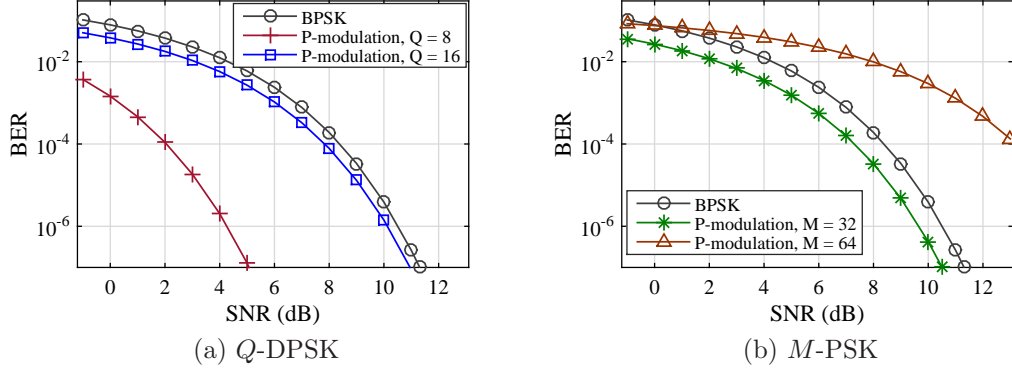 BPSK
P-modulation, Q = 8
P-modulation, Q = 16
10^-2
10^-4
10^-6
BER
0 2 4 6 8 10 12
SNR (dB)
(a) Q-DPSK
10^-2
10^-4
10^-6
BER
BPSK
P-modulation, M = 32
P-modulation, M = 64
0 2 4 6 8 10 12
SNR (dB)
(b) M-PSK